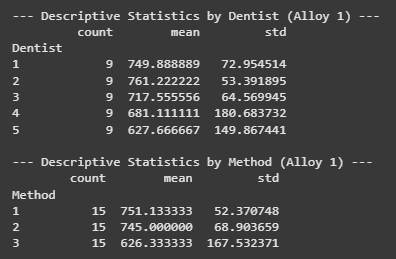 --- Descriptive Statistics by Dentist (Alloy 1) ---
count mean std
Dentist
1 9 749.888889 72.954514
2 9 761.222222 53.391895
3 9 717.555556 64.569945
4 9 681.111111 180.683732
5 9 627.666667 149.867441
--- Descriptive Statistics by Method (Alloy 1) ---
count mean std
Method
1 15 751.133333 52.370748
2 15 745.000000 68.903659
3 15 626.333333 167.532371